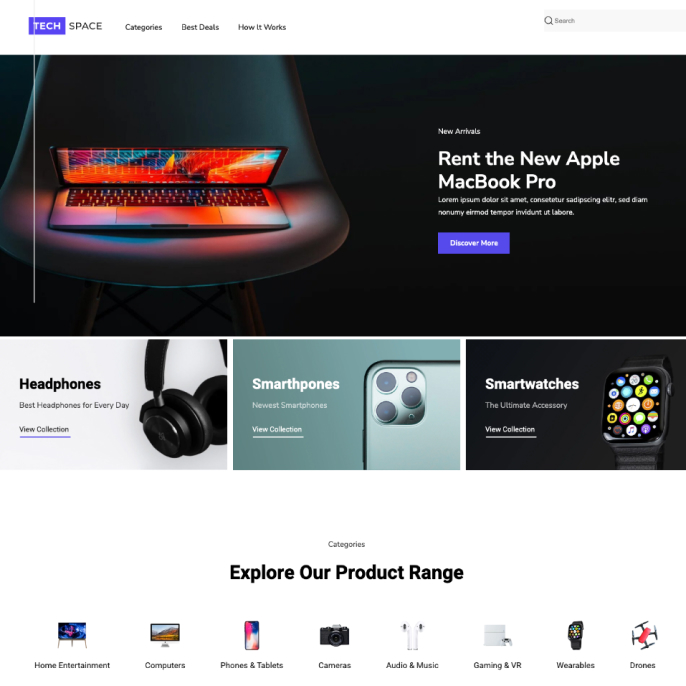 TECH SPACE
Categories
Best Deals
How It Works
Search
New Arrivals
Rent the New Apple
MacBook Pro
Lorem ipsum dolor sit amet, consetetur sadipscing elitr, sed diam
nonumy eirmod tempor invidunt ut labore.
Discover More
Headphones
Best Headphones for Every Day
View Collection
Smarthpones
Newest Smartphones
View Collection
Smartwatches
The Ultimate Accessory
View Collection
Categories
Explore Our Product Range
Home Entertainment
Computers
Phones & Tablets
Cameras
Audio & Music
Gaming & VR
Wearables
Drones